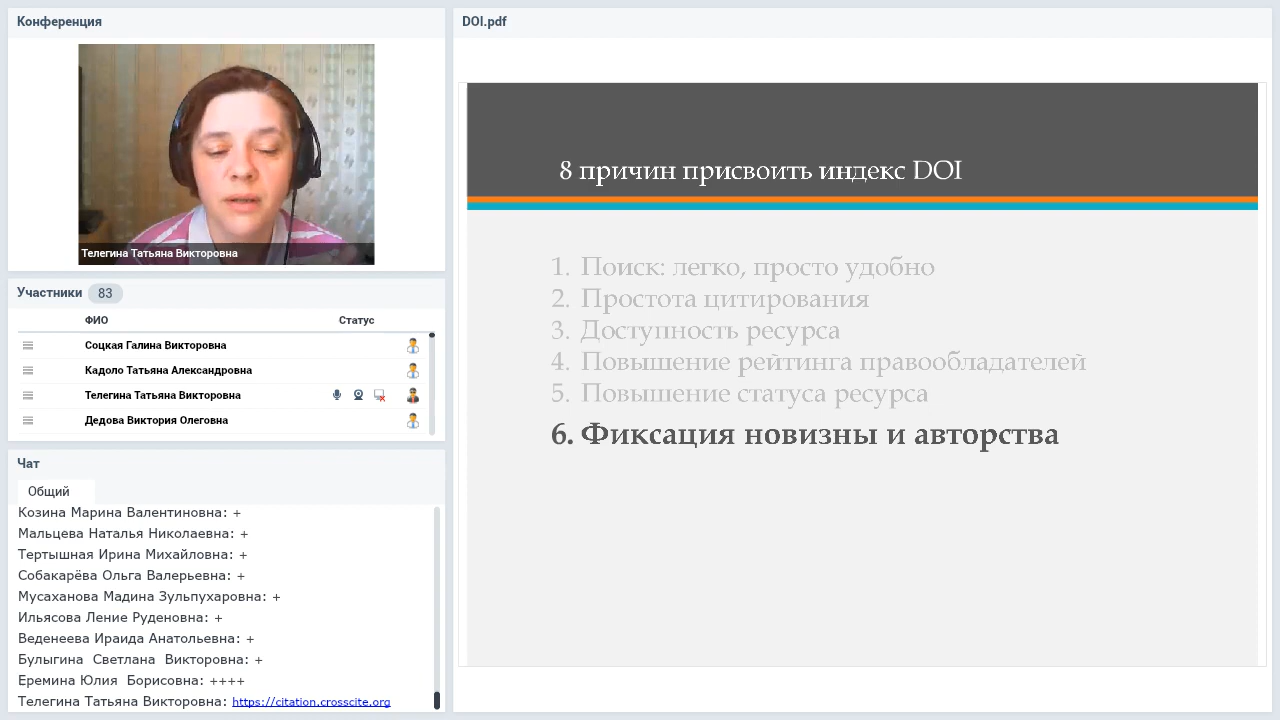 Конференция
Телегина Татьяна Викторовна
Участники 83
ФИО Статус
Соцкая Галина Викторовна
Кадоло Татьяна Александровна
Телегина Татьяна Викторовна
Дедова Виктория Олеговна
Чат
Общий
Козина Марина Валентиновна: +
Мальцева Наталья Николаевна: +
Тертышная Ирина Михайловна: +
Собакарёва Ольга Валерьевна: +
Мусаханова Мадина Зульпухаровна: +
Ильясова Ление Руденовна: +
Веденеева Ираида Анатольевна: +
Булыгина Светлана Викторовна: +
Еремина Юлия Борисовна: ++++
Телегина Татьяна Викторовна: https://citation.crosscite.org
DOI.pdf
8 причин присвоить индекс DOI
1. Поиск: легко, просто удобно
2. Простота цитирования
3. Доступность ресурса
4. Повышение рейтинга правообладателей
5. Повышение статуса ресурса
6. Фиксация новизны и авторства